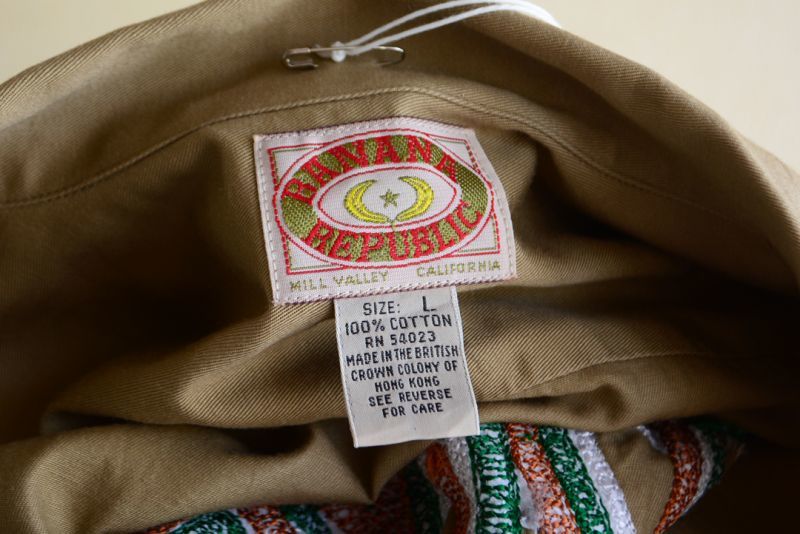 BANANA
REPUBLIC
MILL VALLEY CALIFORNIA
SIZE: L
100% COTTON
RN 54023
MADE IN THE BRITISH
CROWN COLONY OF
HONG KONG
SEE REVERSE
FOR CARE